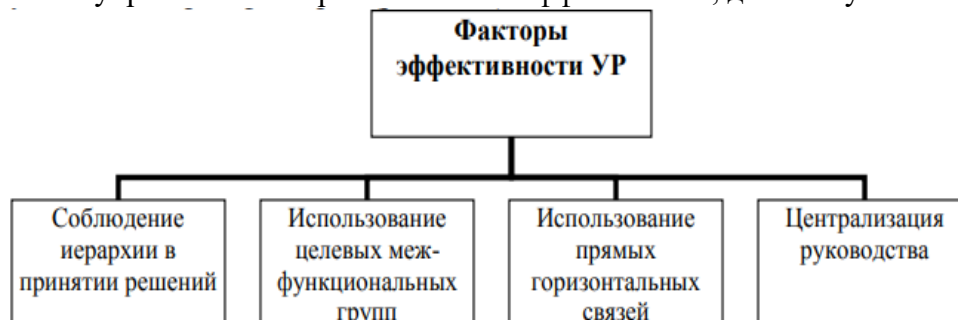 Факторы
эффективности УР
Соблюдение
иерархии в
принятии решений
Использование
целевых меж-
функциональных
групп
Использование
прямых
горизонтальных
связей
Централизация
руководства